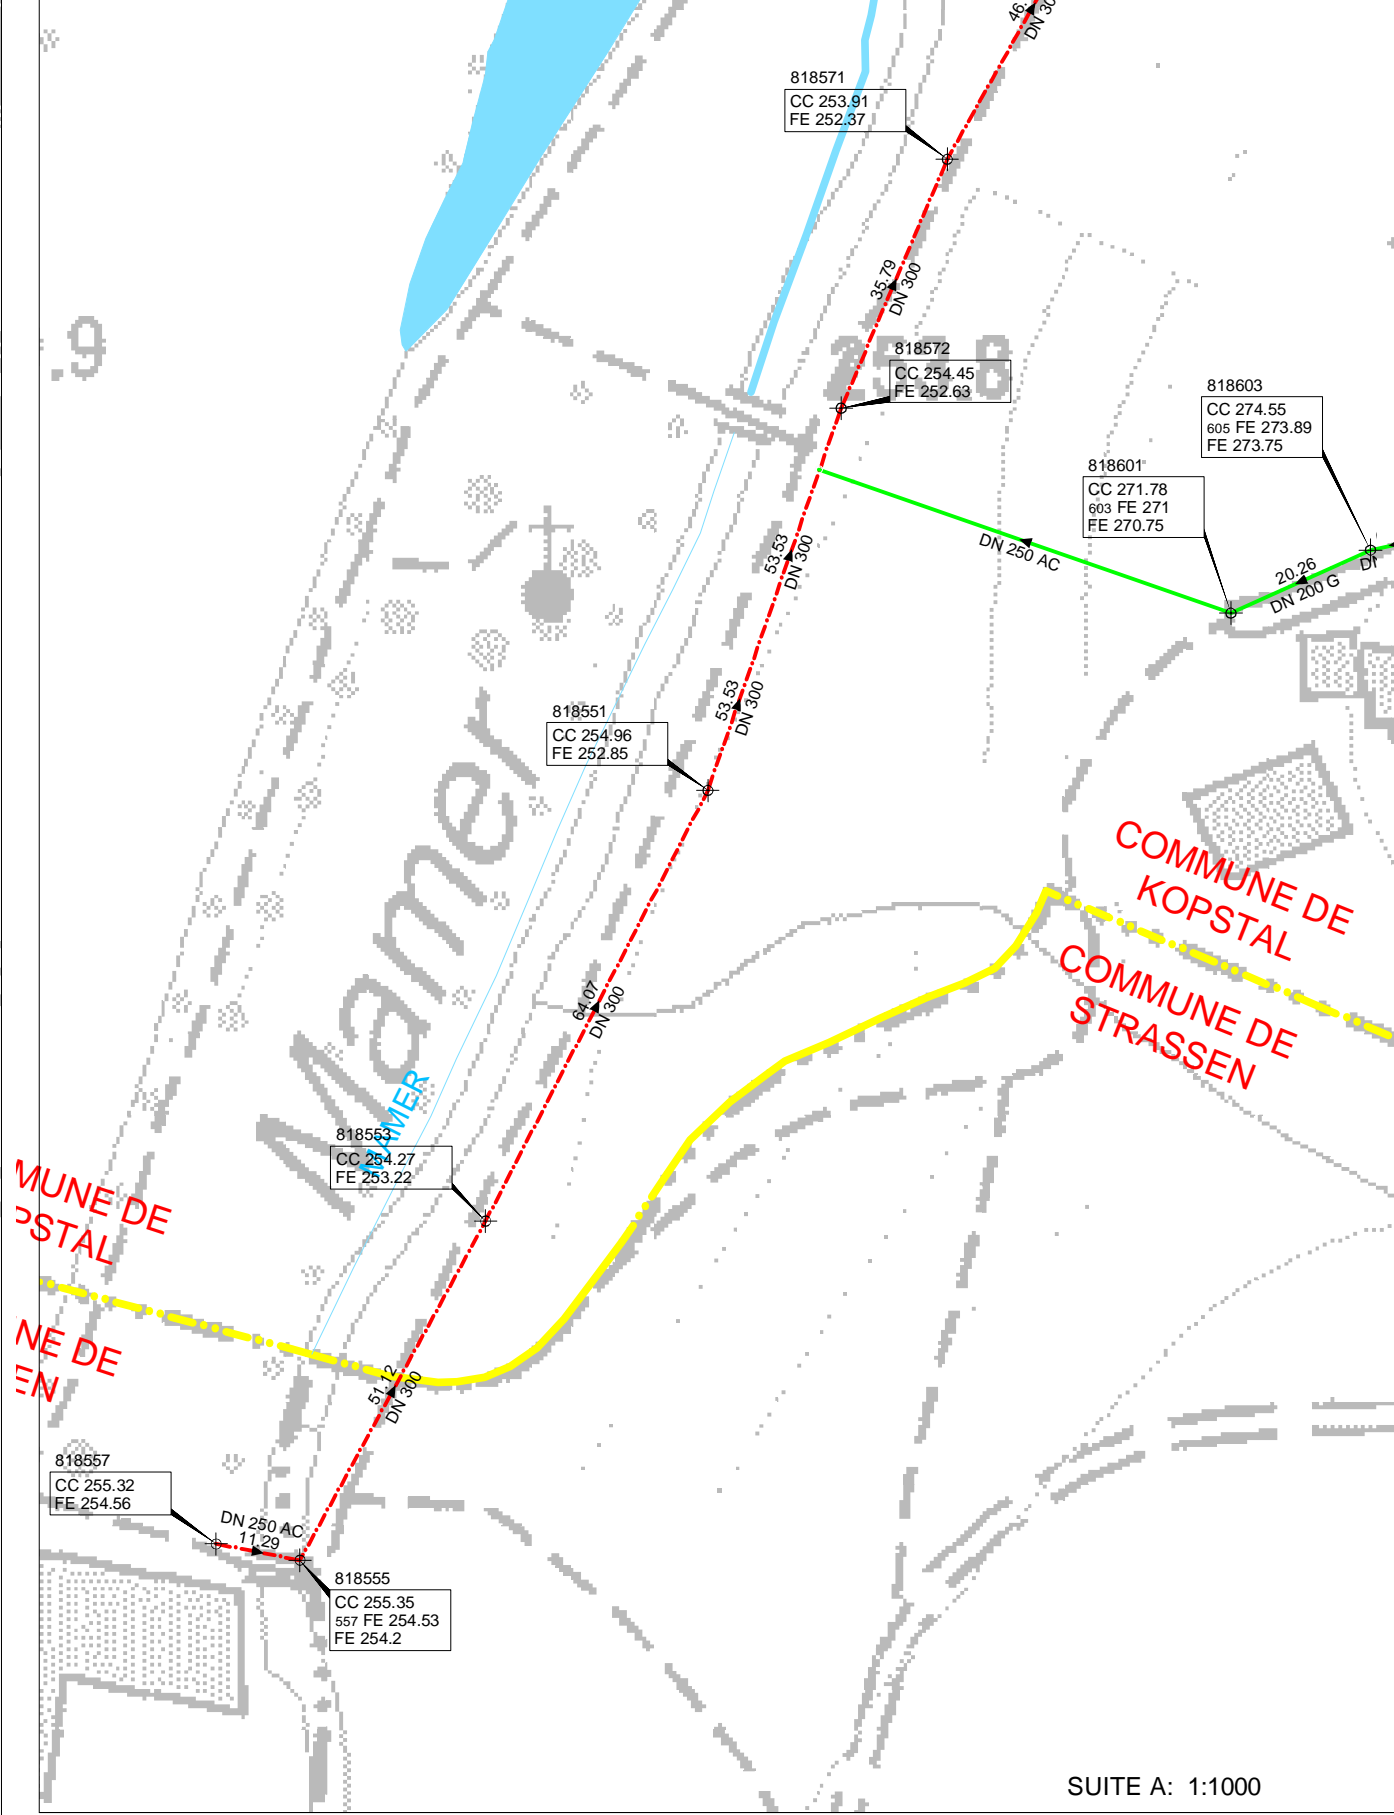 46.
DN 30
818571
CC 253.91
FE 252.37
35.79
DN 300
.9
251.8
818572
CC 254.45
FE 252.63
818603
CC 274.55
605 FE 273.89
FE 273.75
818601
CC 271.78
603 FE 271
FE 270.75
53.53
DN 300
DN 250 AC
20.26
DN 200 G
53.53
DN 300
818551
CC 254.96
FE 252.85
Mamer
COMMUNE DE
KOPSTAL
COMMUNE DE
STRASSEN
64.07
DN 300
MAMER
818553
CC 254.27
FE 253.22
MUNE DE
PSTAL
NE DE
EN
51.12
DN 300
818557
CC 255.32
FE 254.56
DN 250 AC
11.29
818555
CC 255.35
557 FE 254.53
FE 254.2
SUITE A: 1:1000